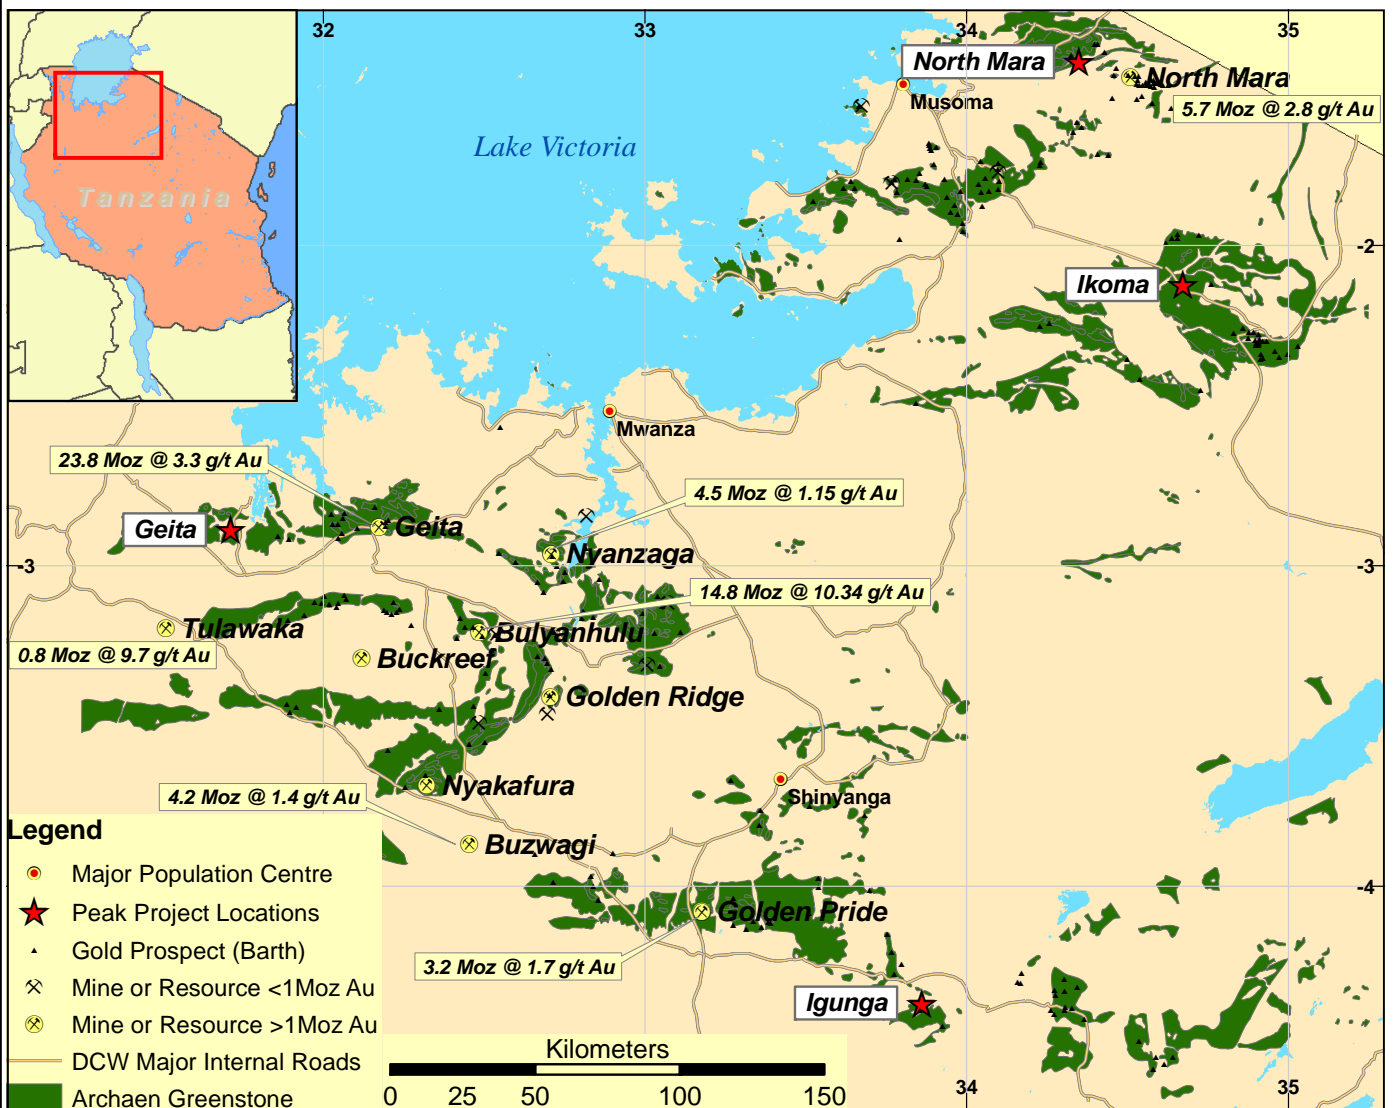 32
33
34
35
North Mara
North Mara
Musoma
5.7 Moz @ 2.8 g/t Au
Lake Victoria
Tanzania
-2
Ikoma
Mwanza
23.8 Moz @ 3.3 g/t Au
4.5 Moz @ 1.15 g/t Au
Geita
Geita
Nyanzaga
-3
-3
14.8 Moz @ 10.34 g/t Au
Tulawaka
Bulyanhulu
0.8 Moz @ 9.7 g/t Au
Buckreef
Golden Ridge
Nyakafura
Shinyanga
4.2 Moz @ 1.4 g/t Au
Buzwagi
-4
Golden Pride
3.2 Moz @ 1.7 g/t Au
Igunga
Legend
Major Population Centre
Peak Project Locations
Gold Prospect (Barth)
Mine or Resource <1Moz Au
Mine or Resource >1Moz Au
DCW Major Internal Roads
Archaen Greenstone
Kilometers
0 25 50 100 150
34
35